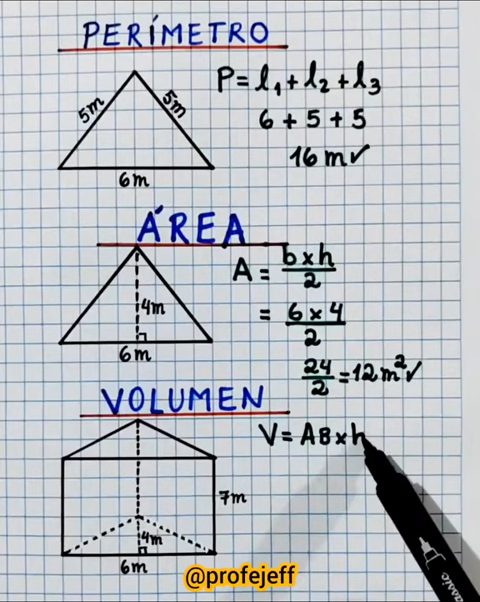 PERÍMETRO
5m
5m
6m
P = l₁ + l₂ + l₃
6 + 5 + 5
16 m ✓
ÁREA
4m
6m
A = b x h / 2
= 6 x 4 / 2
24 / 2 = 12 m² ✓
VOLUMEN
V = AB x h
7m
4m
6m
@profejeff